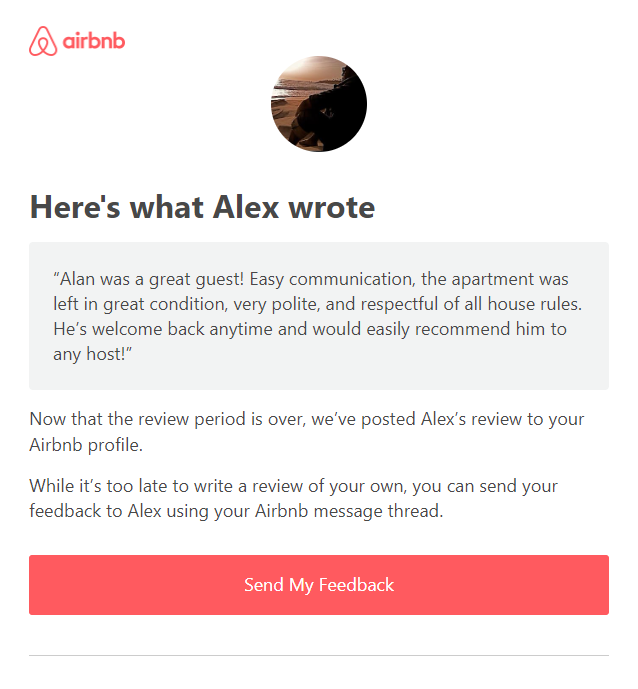 airbnb
Here's what Alex wrote
“Alan was a great guest! Easy communication, the apartment was
left in great condition, very polite, and respectful of all house rules.
He’s welcome back anytime and would easily recommend him to
any host!”
Now that the review period is over, we’ve posted Alex’s review to your
Airbnb profile.
While it’s too late to write a review of your own, you can send your
feedback to Alex using your Airbnb message thread.
Send My Feedback